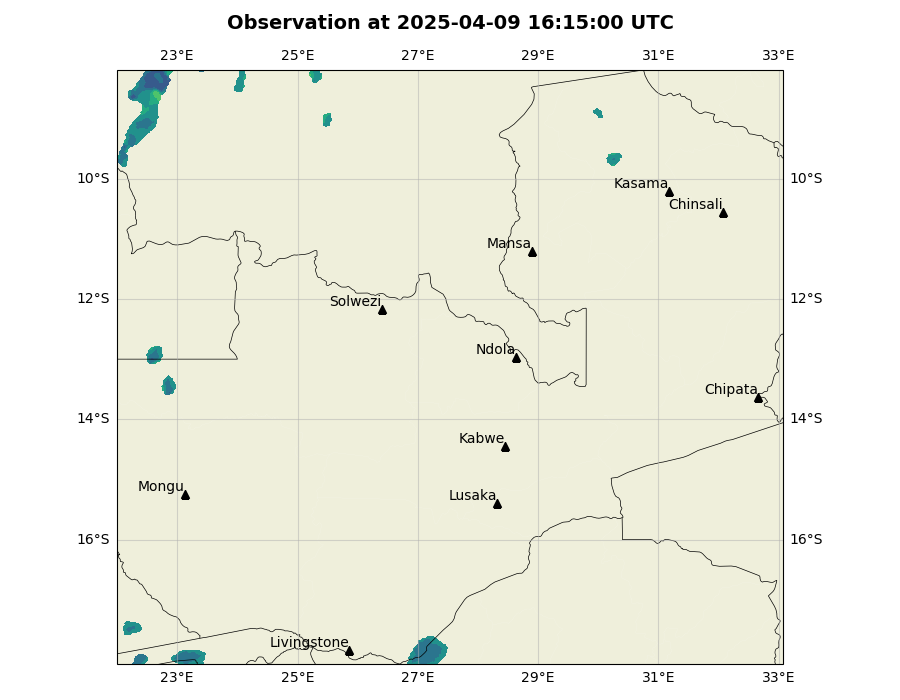 Observation at 2025-04-09 16:15:00 UTC
23°E 25°E 27°E 29°E 31°E 33°E
10°S 10°S
Kasama
Chinsali
Mansa
12°S 12°S
Solwezi
Ndola
Chipata
14°S 14°S
Kabwe
Mongu
Lusaka
16°S 16°S
Livingstone
23°E 25°E 27°E 29°E 31°E 33°E